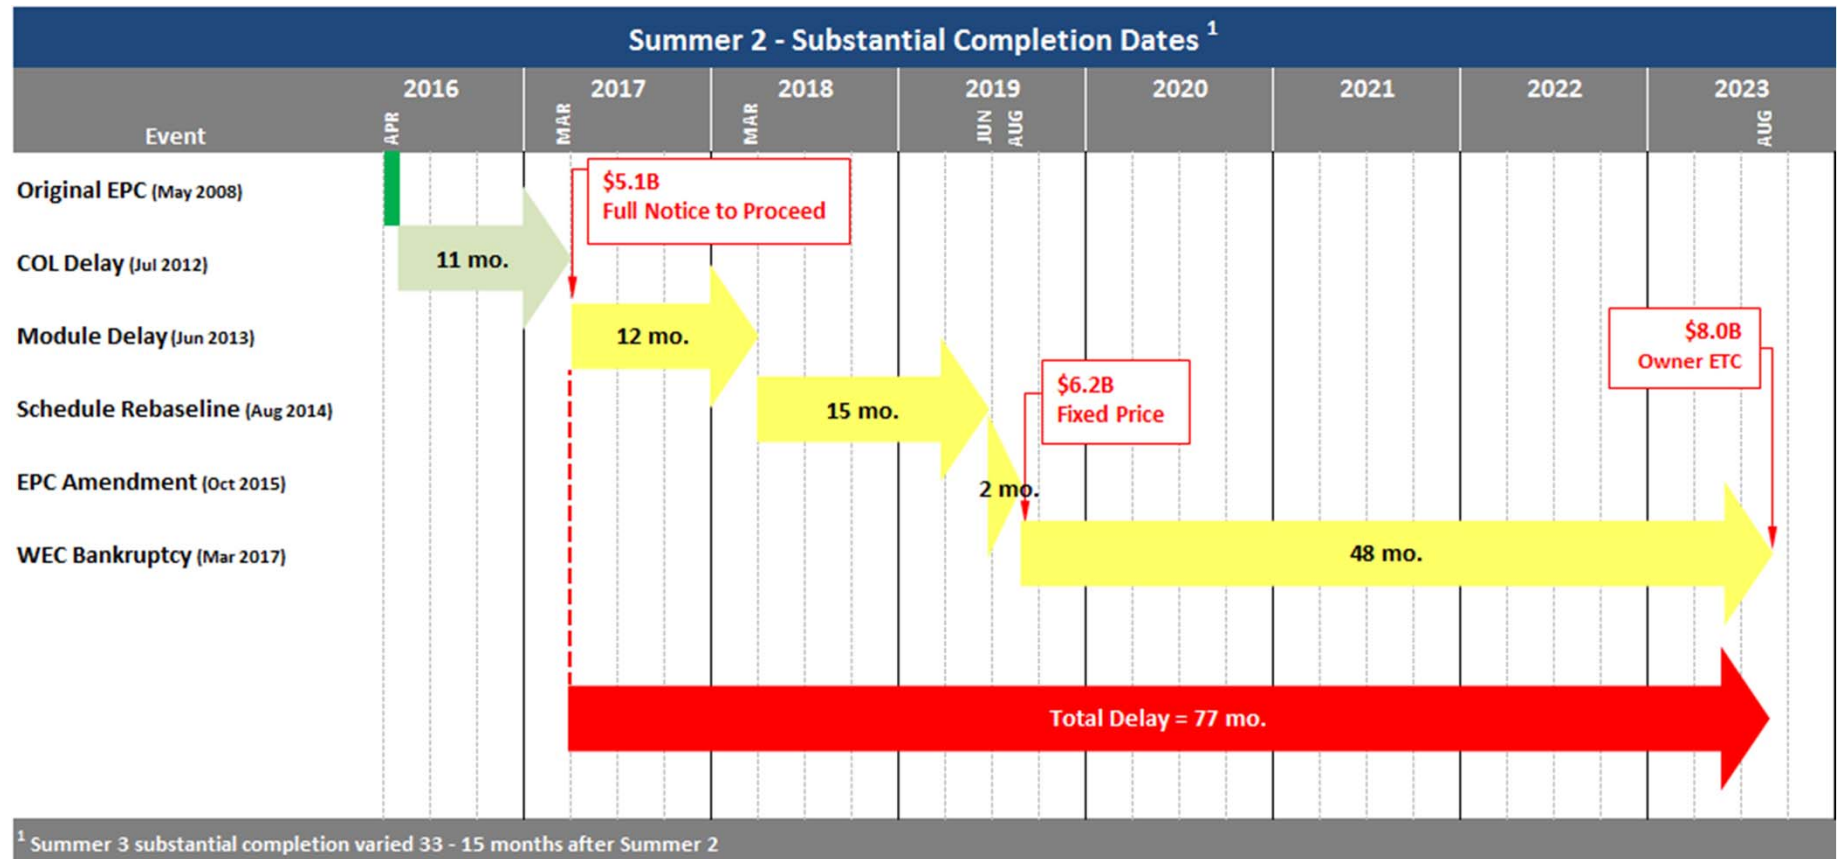 Summer 2 - Substantial Completion Dates 1
Event
2016
2017
2018
2019
2020
2021
2022
2023
APR
MAR
MAR
JUN
AUG
AUG
Original EPC (May 2008)
$5.1B
Full Notice to Proceed
COL Delay (Jul 2012)
11 mo.
Module Delay (Jun 2013)
12 mo.
$8.0B
Owner ETC
Schedule Rebaseline (Aug 2014)
15 mo.
$6.2B
Fixed Price
EPC Amendment (Oct 2015)
2 mo.
WEC Bankruptcy (Mar 2017)
48 mo.
Total Delay = 77 mo.
1 Summer 3 substantial completion varied 33 - 15 months after Summer 2